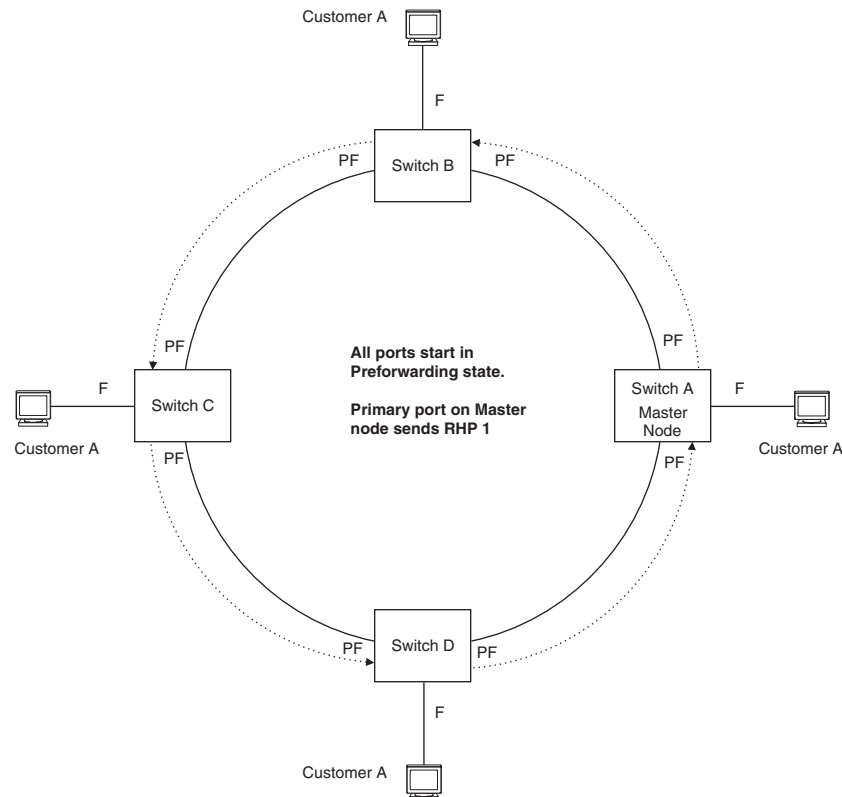 Customer A
F
PF
Switch B
PF
PF
PF
All ports start in
Preforwarding state.
Primary port on Master
node sends RHP 1
F
Switch C
Customer A
PF
Switch A
Master
Node
F
Customer A
PF
PF
Switch D
PF
F
Customer A